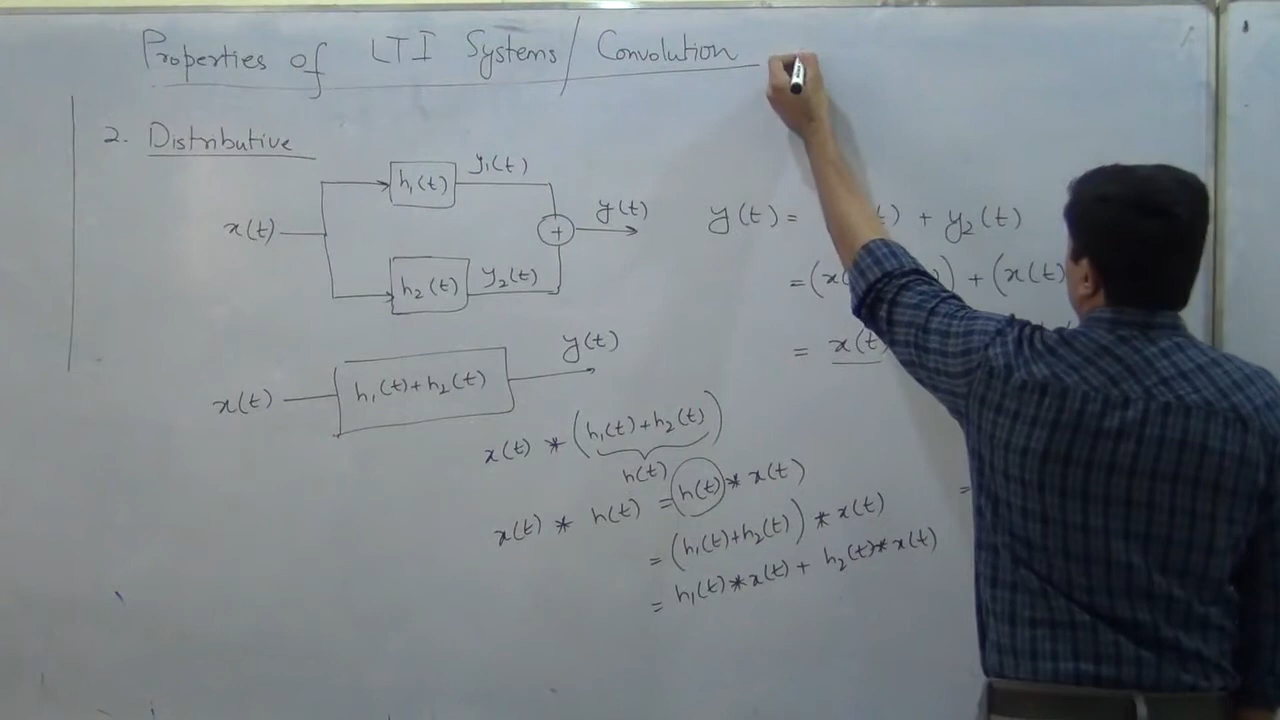 Properties of LTI Systems / Convolution
2. Distributive
x(t)
h₁(t)
y₁(t)
h₂(t)
y₂(t)
+
y(t)
x(t)
h₁(t)+h₂(t)
y(t)
x(t) * (h₁(t)+h₂(t))
h(t)
x(t) * h(t) = h(t) * x(t)
= (h₁(t)+h₂(t)) * x(t)
= h₁(t)*x(t) + h₂(t)*x(t)
y(t) = t) + y₂(t)
= (x( ) + (x(t)
= x(t)
=